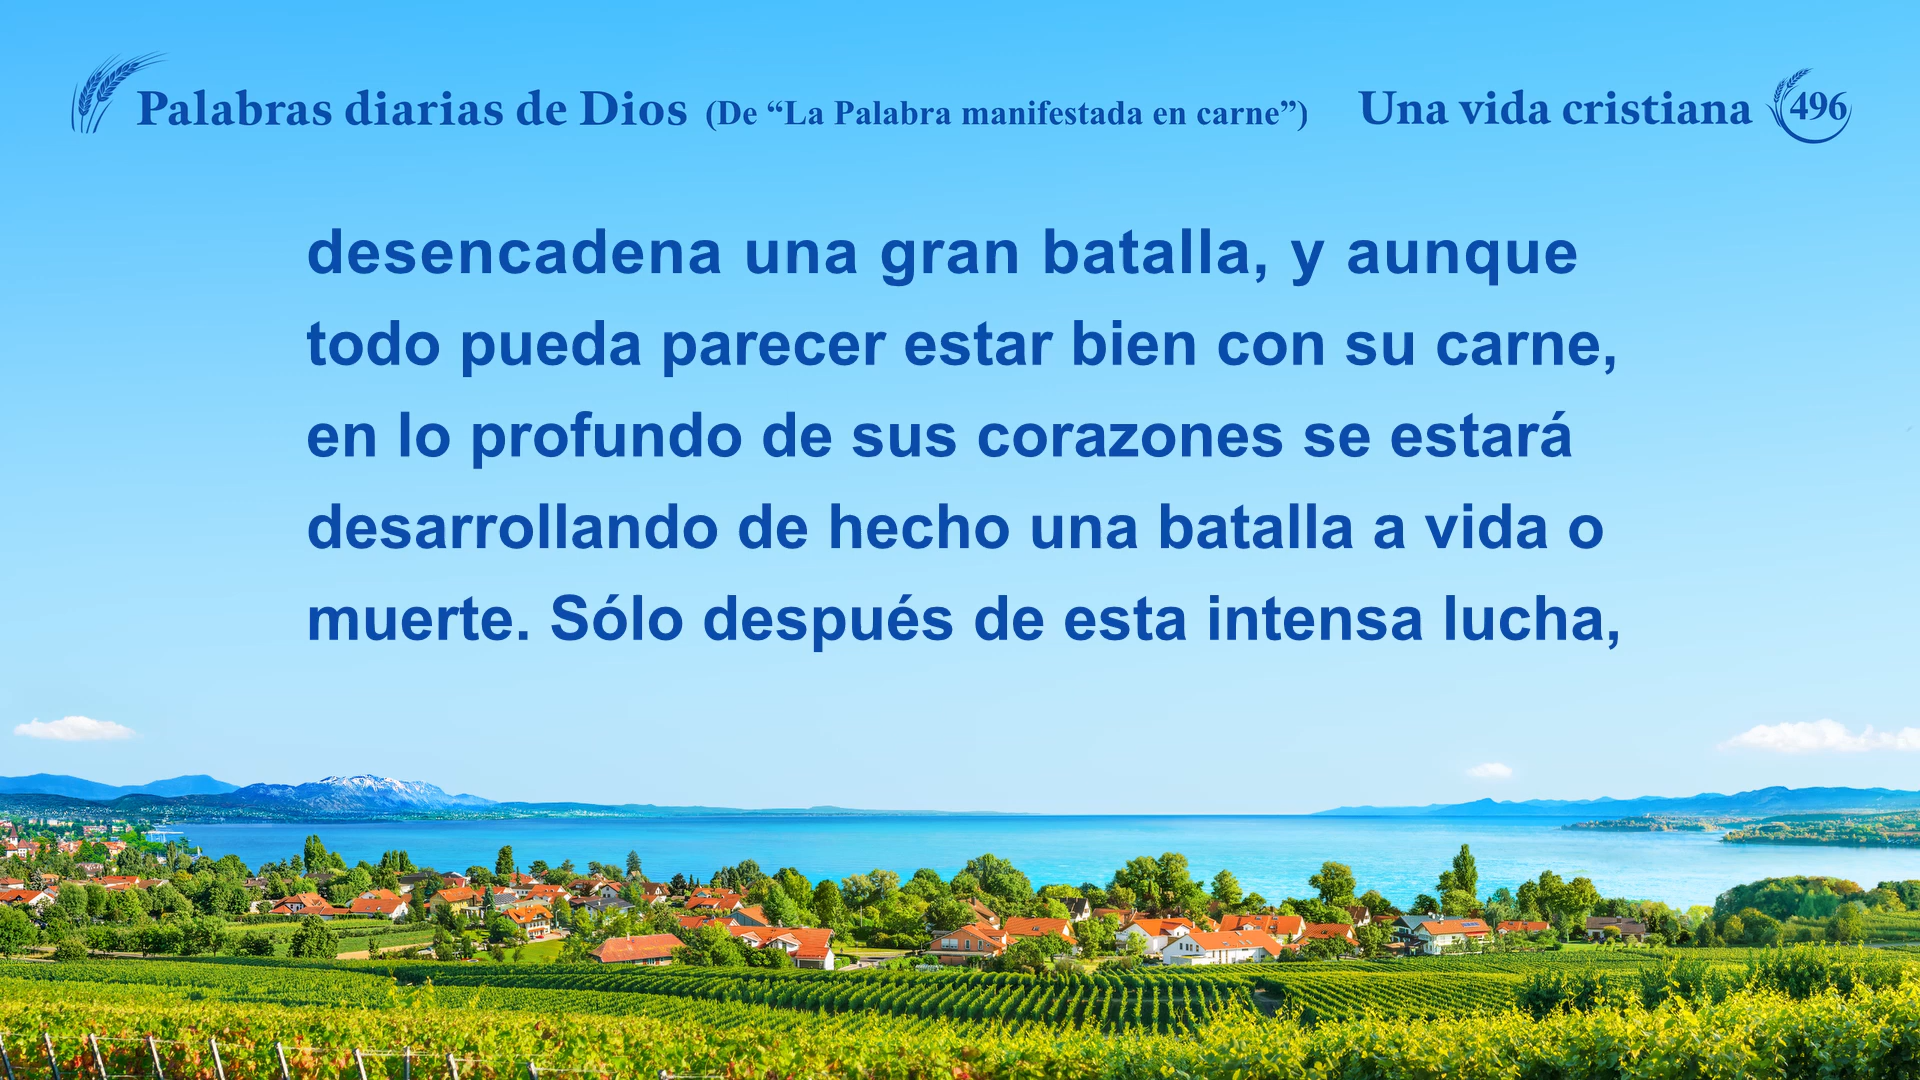 Palabras diarias de Dios (De “La Palabra manifestada en carne”) Una vida cristiana 496
desencadena una gran batalla, y aunque
todo pueda parecer estar bien con su carne,
en lo profundo de sus corazones se estará
desarrollando de hecho una batalla a vida o
muerte. Sólo después de esta intensa lucha,